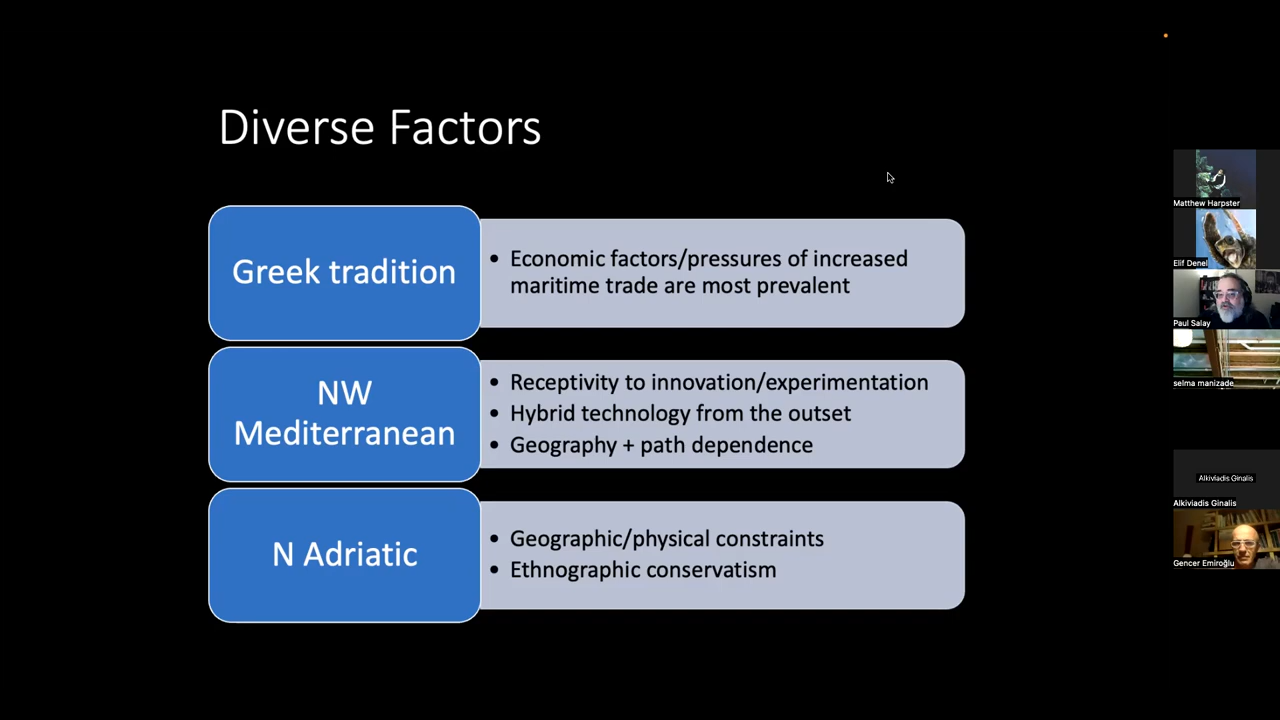 Diverse Factors
Greek tradition
• Economic factors/pressures of increased
maritime trade are most prevalent
NW
Mediterranean
• Receptivity to innovation/experimentation
• Hybrid technology from the outset
• Geography + path dependence
N Adriatic
• Geographic/physical constraints
• Ethnographic conservatism
Matthew Harpster
Elif Denel
Paul Salay
selma manizade
Alkiviadis Ginalis
Alkiviadis Ginalis
Gencer Emiroğlu